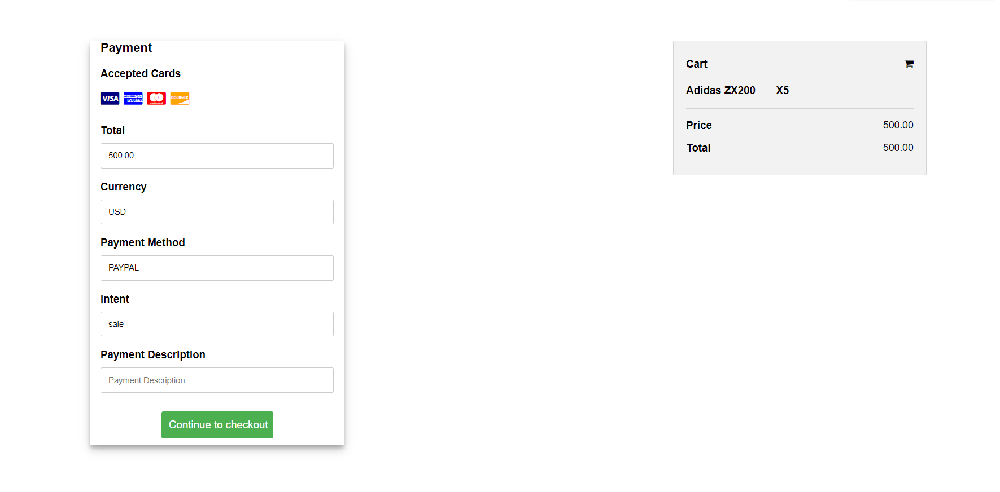 Payment
Accepted Cards
VISA AMERICAN EXPRESS mastercard DISCOVER
Total
500.00
Currency
USD
Payment Method
PAYPAL
Intent
sale
Payment Description
Payment Description
Continue to checkout
Cart
Adidas ZX200 X5
Price 500.00
Total 500.00